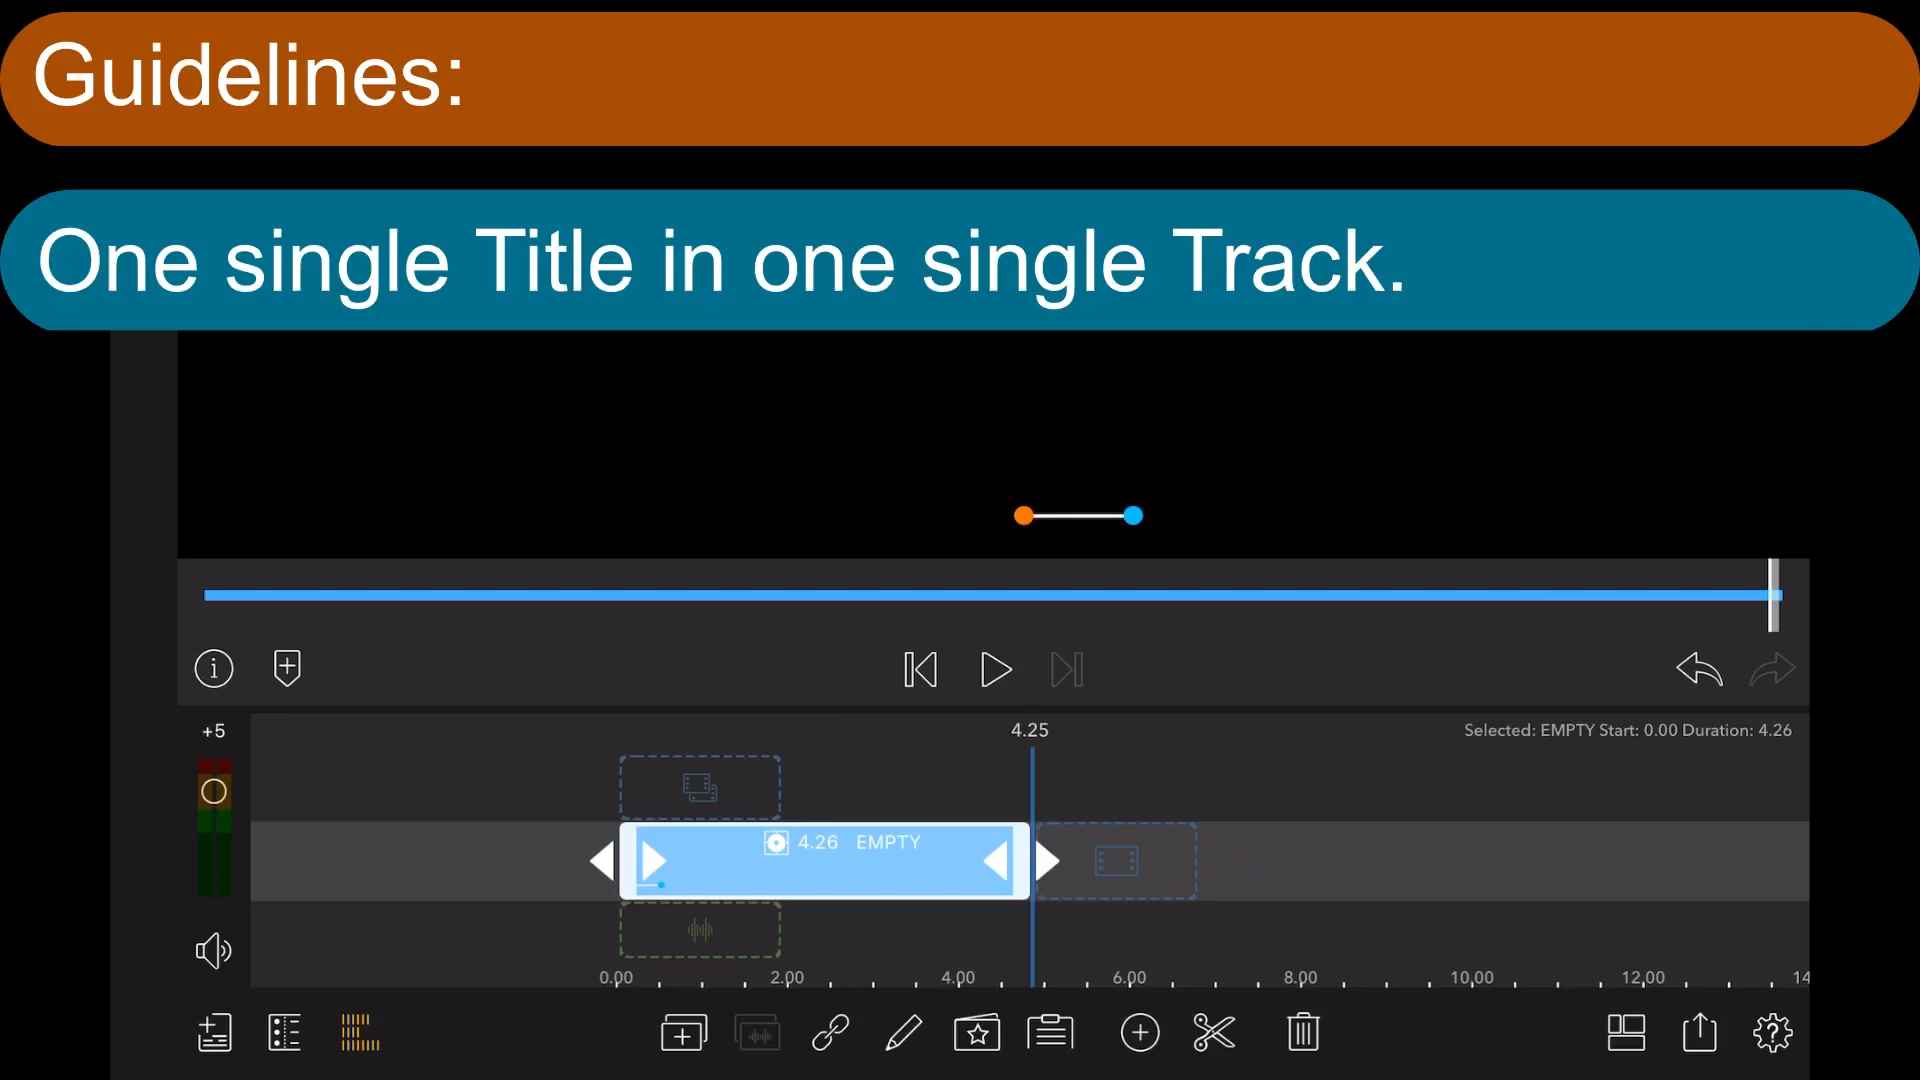 Guidelines:
One single Title in one single Track.
+5
4.25
Selected: EMPTY Start: 0.00 Duration: 4.26
4.26 EMPTY
0.00 2.00 4.00 6.00 8.00 10.00 12.00 14